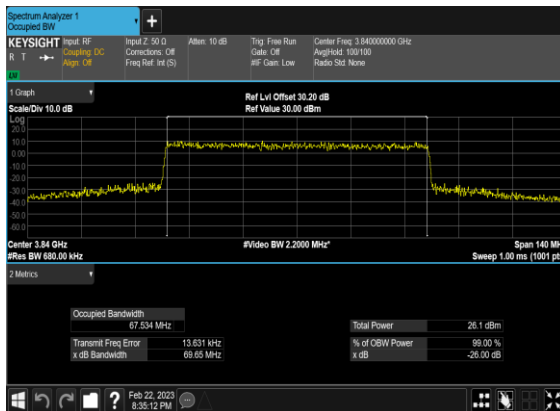 Spectrum Analyzer 1
Occupied BW
KEYSIGHT
R T
Input: RF
Coupling: DC
Align: Off
Input Z: 50 Ω
Corrections: Off
Freq Ref: Int (S)
Atten: 10 dB
Trig: Free Run
Gate: Off
#IF Gain: Low
Center Freq: 3.840000000 GHz
Avg|Hold: 100/100
Radio Std: None
1 Graph
Scale/Div 10.0 dB
Ref Lvl Offset 30.20 dB
Ref Value 30.00 dBm
Log
20.0
10.0
0.00
-10.0
-20.0
-30.0
-40.0
-50.0
-60.0
Center 3.84 GHz
#Video BW 2.2000 MHz*
Span 140 MH
#Res BW 680.00 kHz
Sweep 1.00 ms (1001 pts
2 Metrics
Occupied Bandwidth
67.534 MHz
Total Power 26.1 dBm
Transmit Freq Error 13.631 kHz
% of OBW Power 99.00 %
x dB Bandwidth 69.65 MHz
x dB -26.00 dB
?
Feb 22, 2023
8:35:12 PM